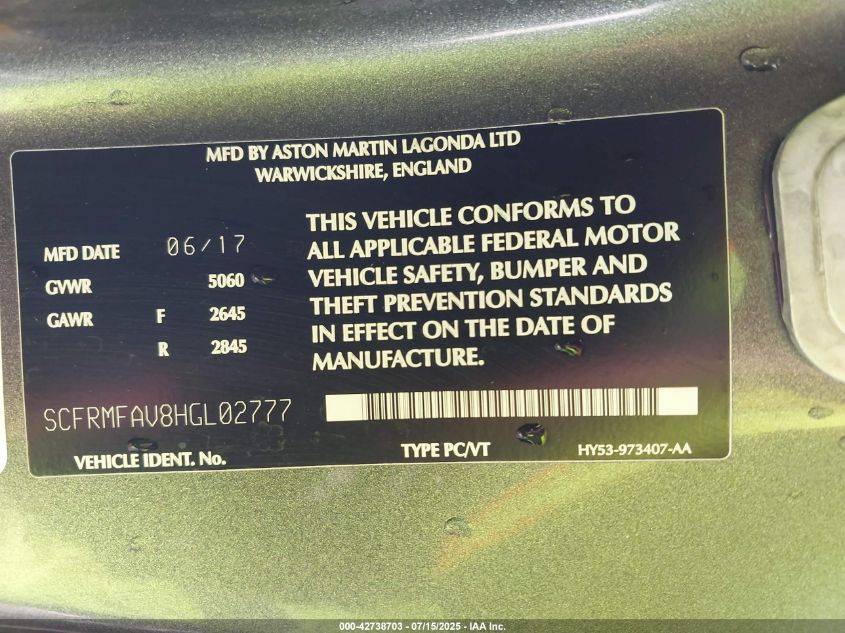 MFD BY ASTON MARTIN LAGONDA LTD
WARWICKSHIRE, ENGLAND
MFD DATE 06/17
GVWR 5060
GAWR F 2645
R 2845
THIS VEHICLE CONFORMS TO
ALL APPLICABLE FEDERAL MOTOR
VEHICLE SAFETY, BUMPER AND
THEFT PREVENTION STANDARDS
IN EFFECT ON THE DATE OF
MANUFACTURE.
SCFRMFAV8HGL02777
VEHICLE IDENT. No.
TYPE PC/VT
HY53-973407-AA
000-42738703 - 07/15/2025 - IAA Inc.